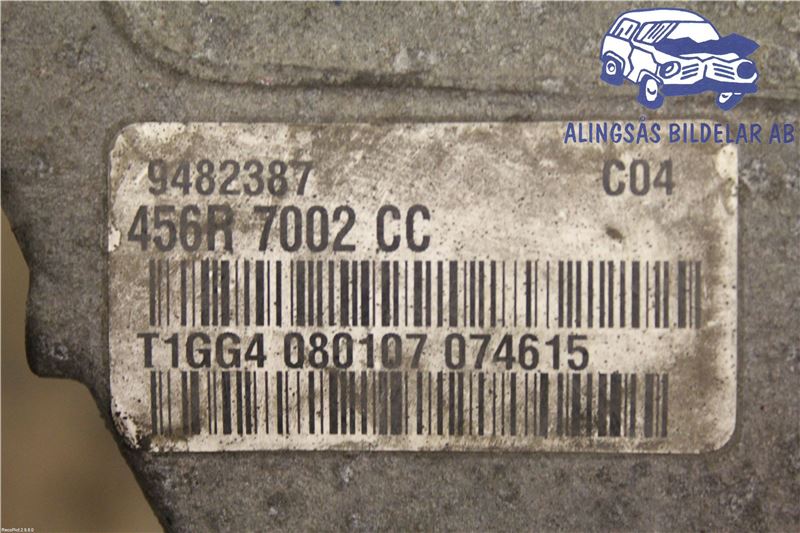 ALINGSÅS BILDELAR AB
9482387 C04
456R 7002 CC
T1GG4 080107 074615